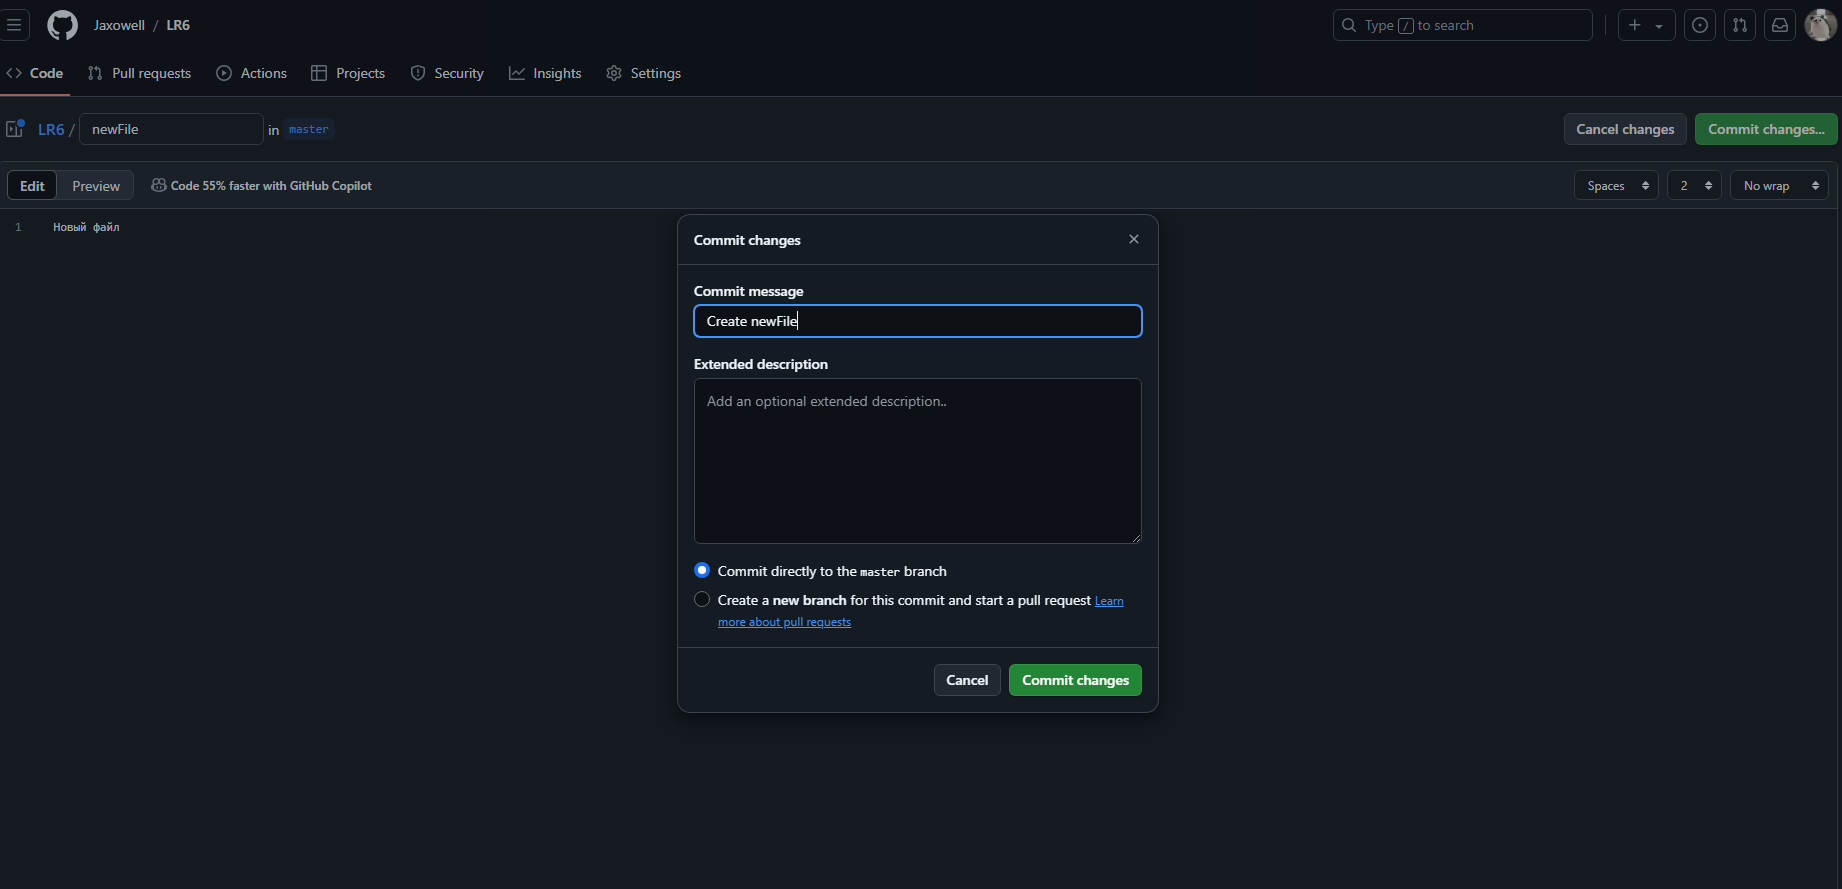 Jaxowell / LR6
Type / to search
Code Pull requests Actions Projects Security Insights Settings
LR6 / newFile in master
Cancel changes Commit changes...
Edit Preview Code 55% faster with GitHub Copilot
Spaces 2 No wrap
1 Новый файл
Commit changes
Commit message
Create newFile
Extended description
Add an optional extended description..
Commit directly to the master branch
Create a new branch for this commit and start a pull request Learn
more about pull requests
Cancel Commit changes